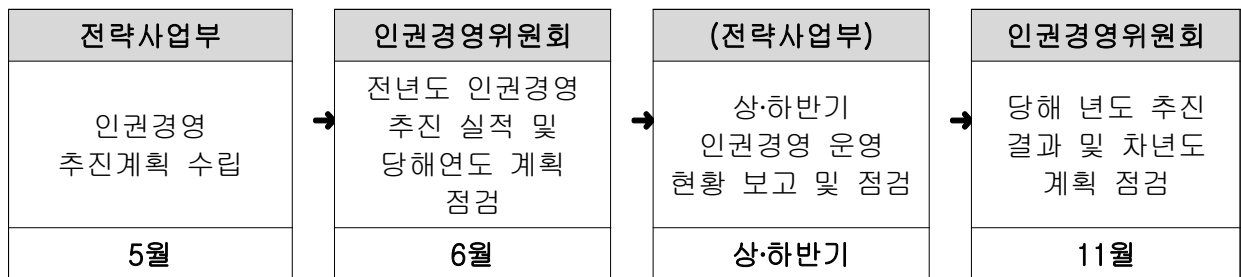 전략사업부
인권경영
추진계획 수립
5월
➜
인권경영위원회
전년도 인권경영
추진 실적 및
당해연도 계획
점검
6월
➜
(전략사업부)
상·하반기
인권경영 운영
현황 보고 및 점검
상·하반기
➜
인권경영위원회
당해 년도 추진
결과 및 차년도
계획 점검
11월